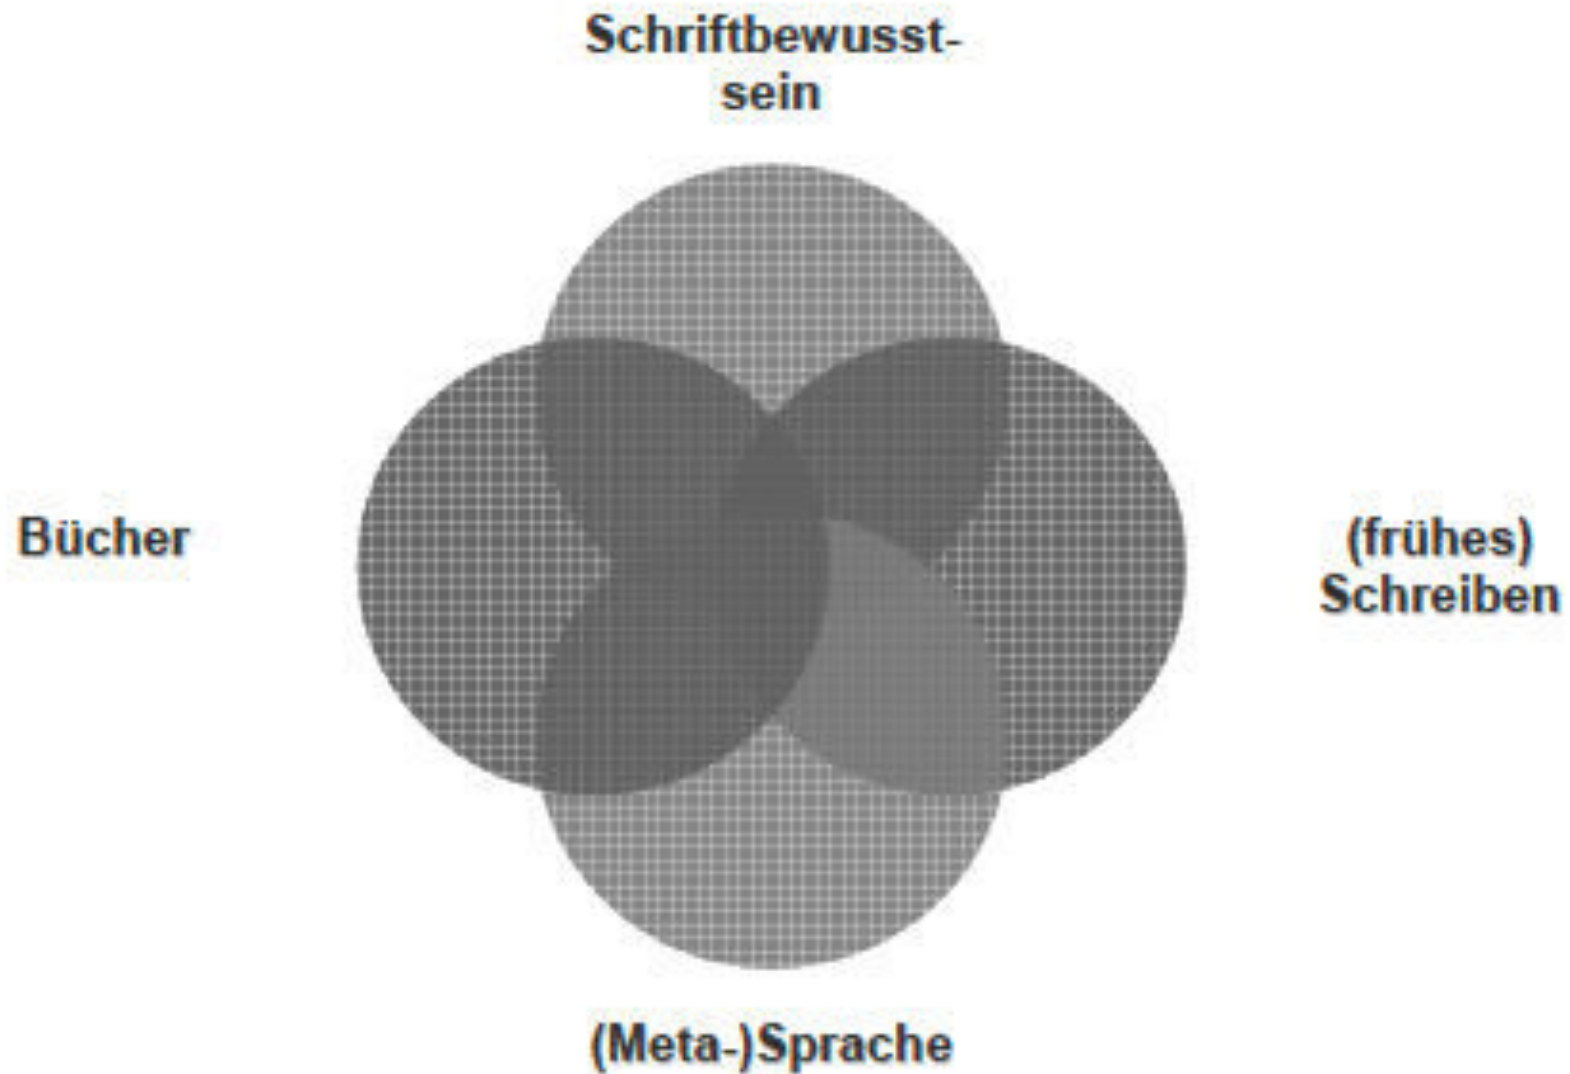 Schriftbewusst-
sein
Bücher
(frühes)
Schreiben
(Meta-)Sprache